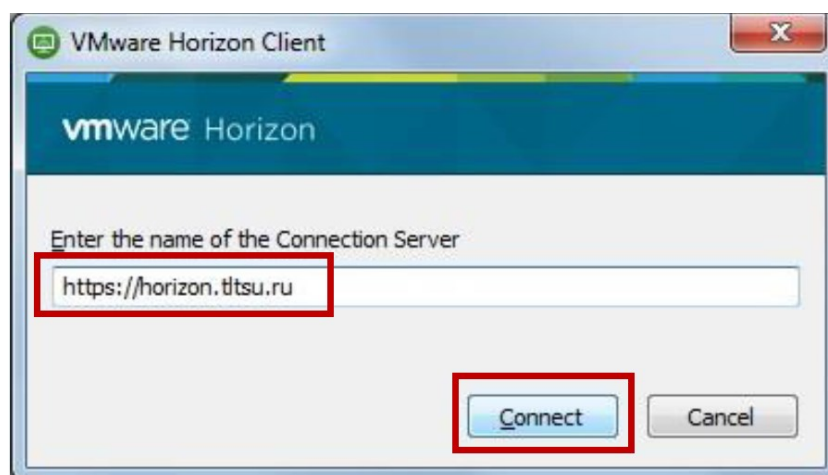 VMware Horizon Client
vmware Horizon
Enter the name of the Connection Server
https://horizon.tltsu.ru
Connect Cancel